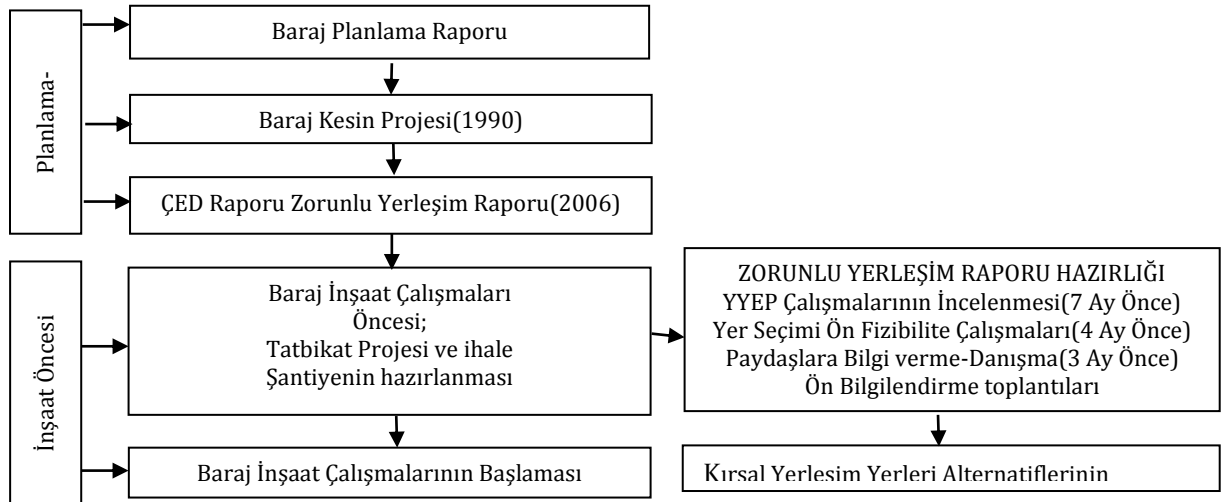 Planlama-
Baraj Planlama Raporu
Baraj Kesin Projesi(1990)
ÇED Raporu Zorunlu Yerleşim Raporu(2006)
İnşaat Öncesi
Baraj İnşaat Çalışmaları
Öncesi;
Tatbikat Projesi ve ihale
Şantiyenin hazırlanması
ZORUNLU YERLEŞİM RAPORU HAZIRLIĞI
YYEP Çalışmalarının İncelenmesi(7 Ay Önce)
Yer Seçimi Ön Fizibilite Çalışmaları(4 Ay Önce)
Paydaşlara Bilgi verme-Danışma(3 Ay Önce)
Ön Bilgilendirme toplantıları
Baraj İnşaat Çalışmalarının Başlaması
Kırsal Yerleşim Yerleri Alternatiflerinin